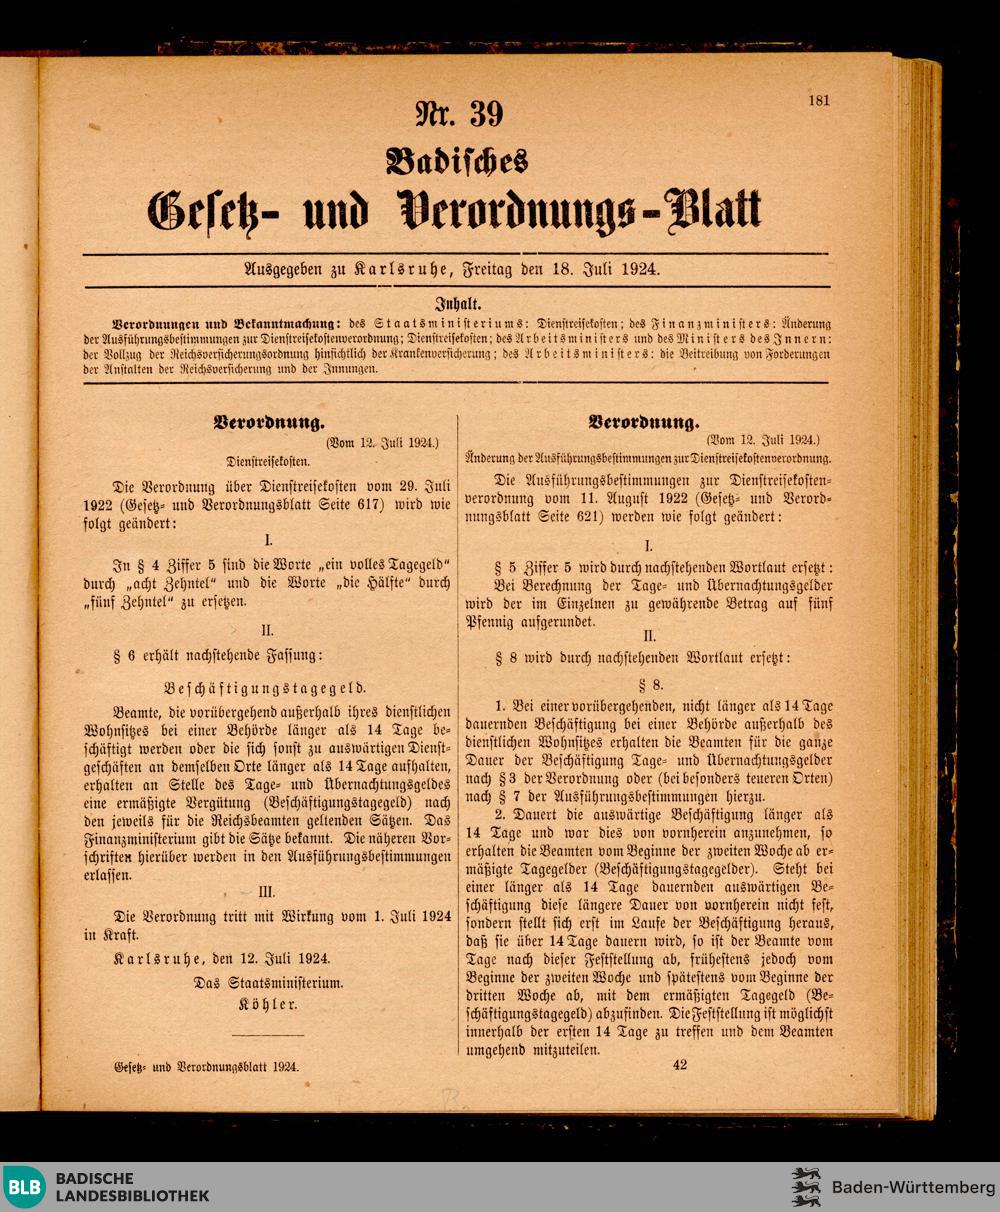 181
Nr. 39
Badisches
Gesetz- und Verordnungs-Blatt
Ausgegeben zu Karlsruhe, Freitag den 18. Juli 1924.
Inhalt.
Verordnungen und Bekanntmachung: des Staatsministeriums: Dienstreisekosten; des Finanzministers: Änderung
der Ausführungsbestimmungen zur Dienstreisekostenverordnung; Dienstreisekosten; des Arbeitsministers und des Ministers des Innern:
der Vollzug der Reichsversicherungsordnung hinsichtlich der Krankenversicherung; des Arbeitsministers: die Beitreibung von Forderungen
der Anstalten der Reichsversicherung und der Innungen.
Verordnung.
(Vom 12. Juli 1924.)
Dienstreisekosten.
Die Verordnung über Dienstreisekosten vom 29. Juli
1922 (Gesetz- und Verordnungsblatt Seite 617) wird wie
folgt geändert:
I.
In § 4 Ziffer 5 sind die Worte „ein volles Tagegeld“
durch „acht Zehntel“ und die Worte „die Hälfte“ durch
„fünf Zehntel“ zu ersetzen.
II.
§ 6 erhält nachstehende Fassung:
Beschäftigungstagegeld.
Beamte, die vorübergehend außerhalb ihres dienstlichen
Wohnsitzes bei einer Behörde länger als 14 Tage be-
schäftigt werden oder die sich sonst zu auswärtigen Dienst-
geschäften an demselben Orte länger als 14 Tage aufhalten,
erhalten an Stelle des Tage- und Übernachtungsgeldes
eine ermäßigte Vergütung (Beschäftigungstagegeld) nach
den jeweils für die Reichsbeamten geltenden Sätzen. Das
Finanzministerium gibt die Sätze bekannt. Die näheren Vor-
schriften hierüber werden in den Ausführungsbestimmungen
erlassen.
III.
Die Verordnung tritt mit Wirkung vom 1. Juli 1924
in Kraft.
Karlsruhe, den 12. Juli 1924.
Das Staatsministerium.
Köhler.
Gesetz- und Verordnungsblatt 1924.
Verordnung.
(Vom 12. Juli 1924.)
Änderung der Ausführungsbestimmungen zur Dienstreisekostenverordnung.
Die Ausführungsbestimmungen zur Dienstreisekosten-
verordnung vom 11. August 1922 (Gesetz- und Verord-
nungsblatt Seite 621) werden wie folgt geändert:
I.
§ 5 Ziffer 5 wird durch nachstehenden Wortlaut ersetzt:
Bei Berechnung der Tage- und Übernachtungsgelder
wird der im Einzelnen zu gewährende Betrag auf fünf
Pfennig aufgerundet.
II.
§ 8 wird durch nachstehenden Wortlaut ersetzt:
§ 8.
1. Bei einer vorübergehenden, nicht länger als 14 Tage
dauernden Beschäftigung bei einer Behörde außerhalb des
dienstlichen Wohnsitzes erhalten die Beamten für die ganze
Dauer der Beschäftigung Tage- und Übernachtungsgelder
nach § 3 der Verordnung oder (bei besonders teueren Orten)
nach § 7 der Ausführungsbestimmungen hierzu.
2. Dauert die auswärtige Beschäftigung länger als
14 Tage und war dies von vornherein anzunehmen, so
erhalten die Beamten vom Beginne der zweiten Woche ab er-
mäßigte Tagegelder (Beschäftigungstagegelder). Steht bei
einer länger als 14 Tage dauernden auswärtigen Be-
schäftigung diese längere Dauer von vornherein nicht fest,
sondern stellt sich erst im Laufe der Beschäftigung heraus,
daß sie über 14 Tage dauern wird, so ist der Beamte vom
Tage nach dieser Feststellung ab, frühestens jedoch vom
Beginne der zweiten Woche und spätestens vom Beginne der
dritten Woche ab, mit dem ermäßigten Tagegeld (Be-
schäftigungstagegeld) abzufinden. Die Feststellung ist möglichst
innerhalb der ersten 14 Tage zu treffen und dem Beamten
umgehend mitzuteilen.
42
BLB BADISCHE
LANDESBIBLIOTHEK
Baden-Württemberg